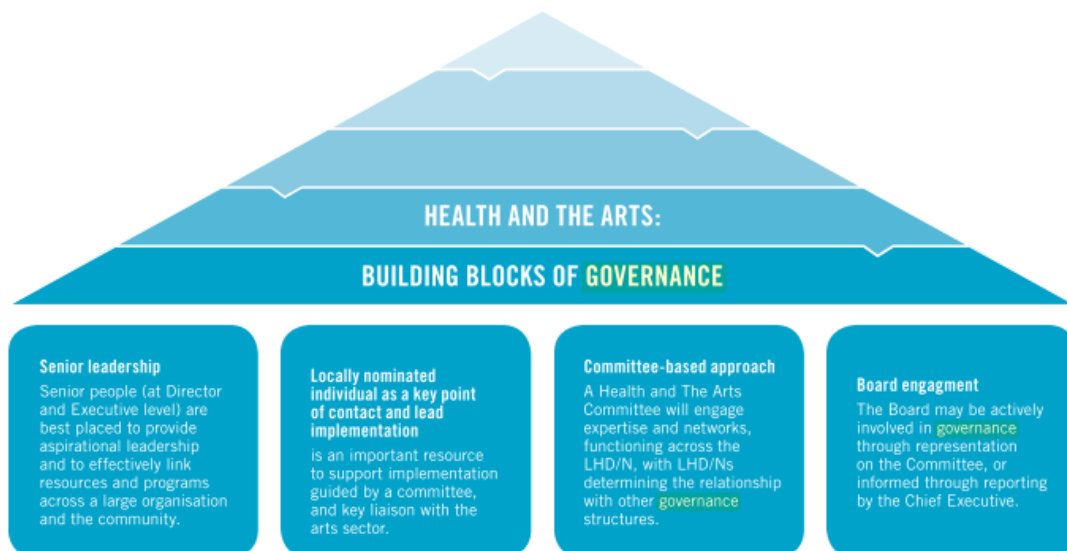 HEALTH AND THE ARTS:
BUILDING BLOCKS OF GOVERNANCE
Senior leadership
Senior people (at Director
and Executive level) are
best placed to provide
aspirational leadership
and to effectively link
resources and programs
across a large organisation
and the community.
Locally nominated
individual as a key point
of contact and lead
implementation
is an important resource
to support implementation
guided by a committee,
and key liaison with the
arts sector.
Committee-based approach
A Health and The Arts
Committee will engage
expertise and networks,
functioning across the
LHD/N, with LHD/Ns
determining the relationship
with other governance
structures.
Board engagment
The Board may be actively
involved in governance
through representation
on the Committee, or
informed through reporting
by the Chief Executive.